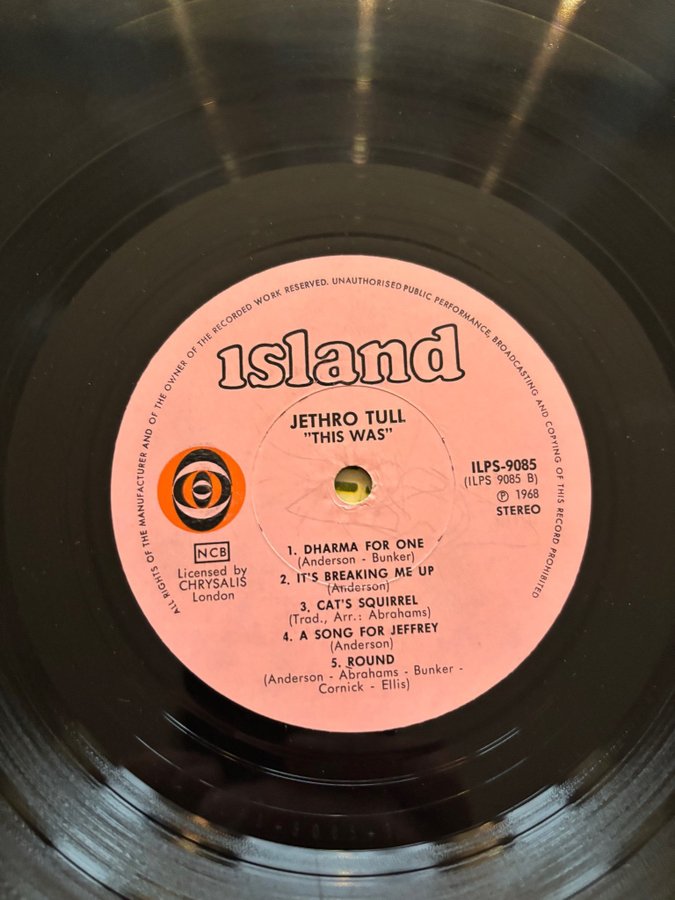 ALL RIGHTS OF THE MANUFACTURER AND OF THE OWNER OF THE RECORDED WORK RESERVED. UNAUTHORISED PUBLIC PERFORMANCE, BROADCASTING AND COPYING OF THIS RECORD PROHIBITED
ısland
JETHRO TULL
"THIS WAS"
ILPS-9085
(ILPS 9085 B)
℗ 1968
STEREO
NCB
Licensed by
CHRYSALIS
London
1. DHARMA FOR ONE
(Anderson - Bunker)
2. IT'S BREAKING ME UP
(Anderson)
3. CAT'S SQUIRREL
(Trad., Arr.: Abrahams)
4. A SONG FOR JEFFREY
(Anderson)
5. ROUND
(Anderson - Abrahams - Bunker -
Cornick - Ellis)